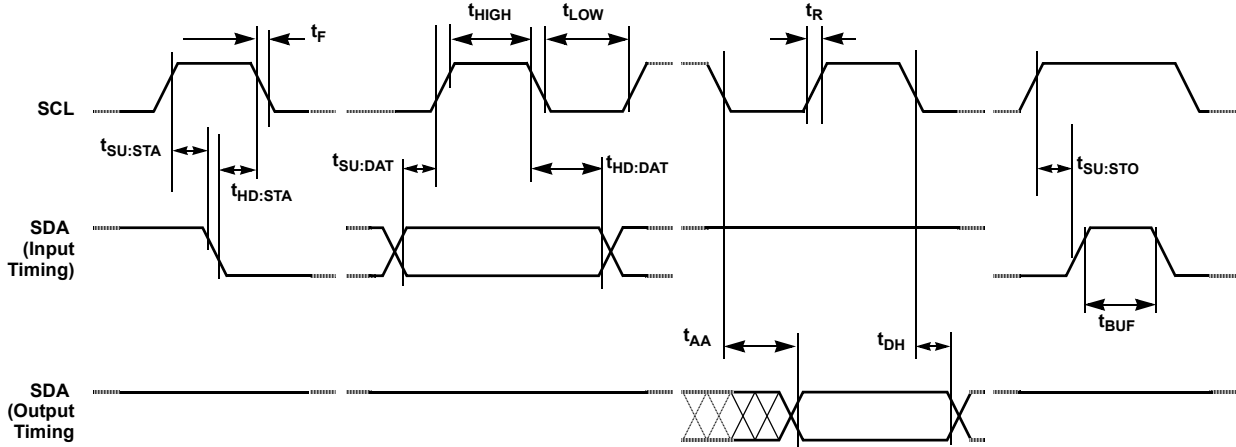 tHIGH
tLOW
tR
tF
SCL
tSU:STA
tHD:STA
tSU:DAT
tHD:DAT
tSU:STO
SDA
(Input
Timing)
tBUF
tAA
tDH
SDA
(Output
Timing